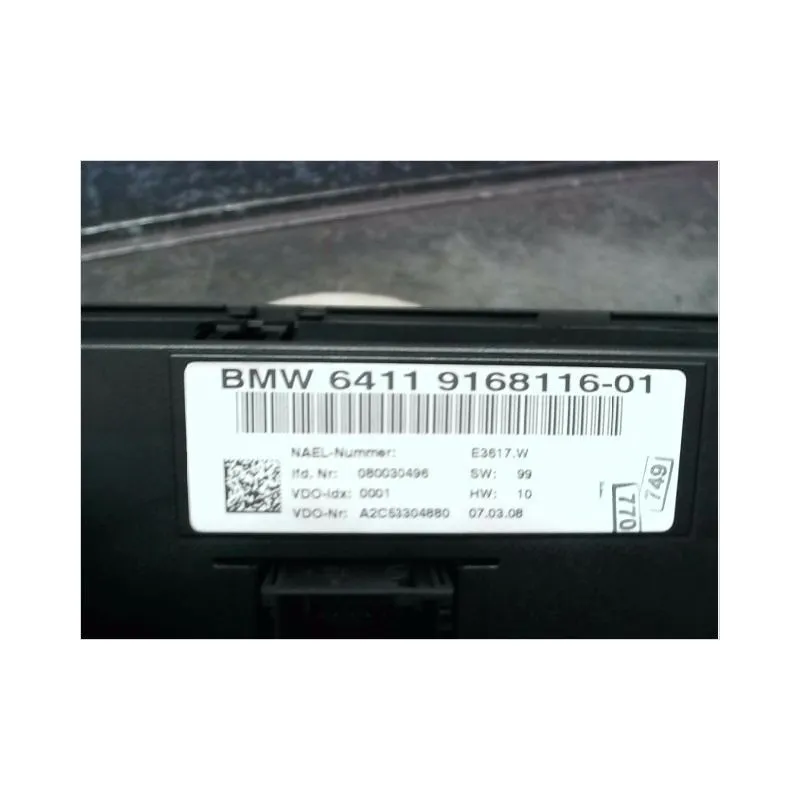 BMW 6411 9168116-01
NAEL-Nummer: E3617.W
lfd. Nr: 080030496 SW: 99
VDO-Idx: 0001 HW: 10
VDO-Nr: A2C53304880 07.03.08
749
770